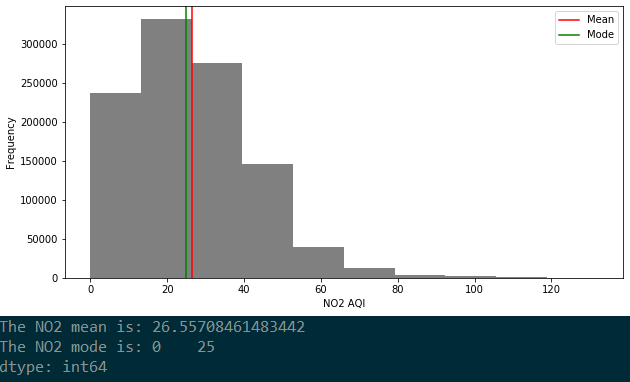 Mean
Mode
300000
250000
200000
150000
100000
50000
0
Frequency
0 20 40 60 80 100 120
NO2 AQI
The NO2 mean is: 26.55708461483442
The NO2 mode is: 0    25
dtype: int64